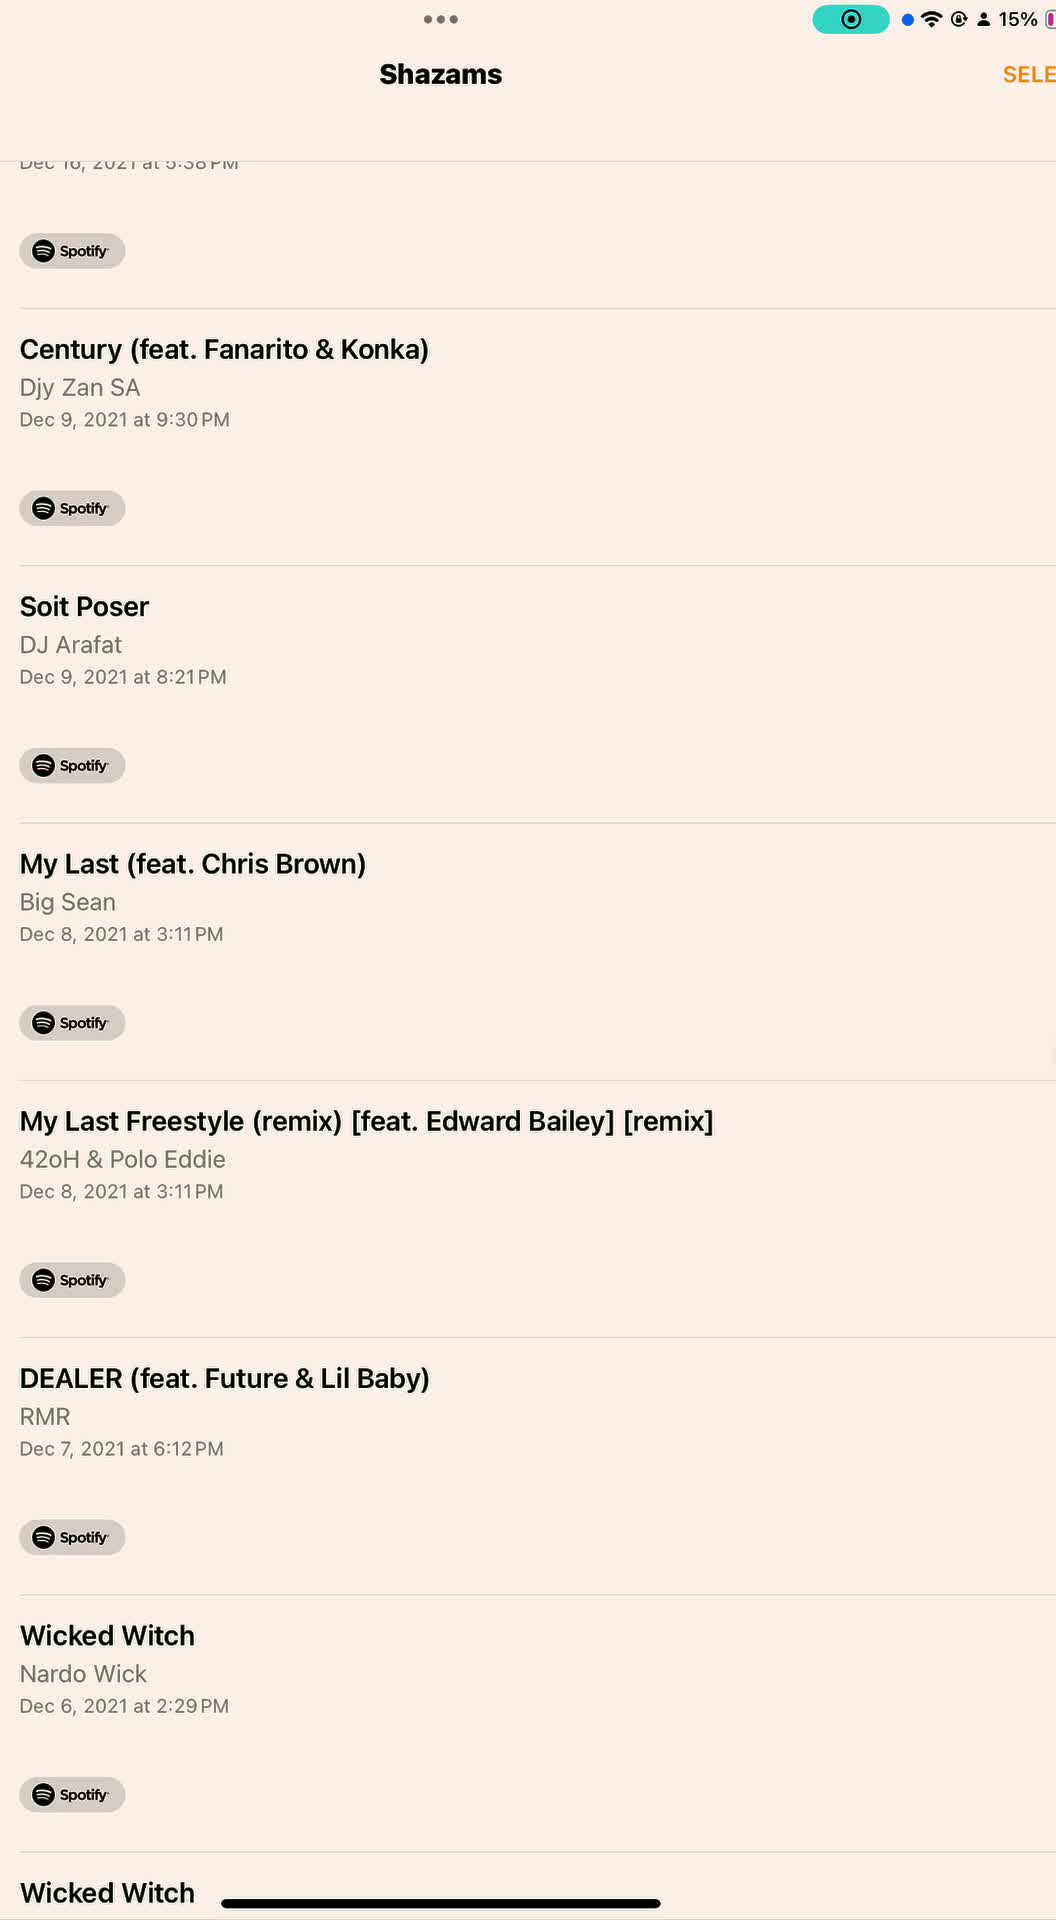 15%
Shazams
SELE
Dec 16, 2021 at 5:38 PM
Spotify
Century (feat. Fanarito & Konka)
Djy Zan SA
Dec 9, 2021 at 9:30 PM
Spotify
Soit Poser
DJ Arafat
Dec 9, 2021 at 8:21 PM
Spotify
My Last (feat. Chris Brown)
Big Sean
Dec 8, 2021 at 3:11 PM
Spotify
My Last Freestyle (remix) [feat. Edward Bailey] [remix]
42oH & Polo Eddie
Dec 8, 2021 at 3:11 PM
Spotify
DEALER (feat. Future & Lil Baby)
RMR
Dec 7, 2021 at 6:12 PM
Spotify
Wicked Witch
Nardo Wick
Dec 6, 2021 at 2:29 PM
Spotify
Wicked Witch